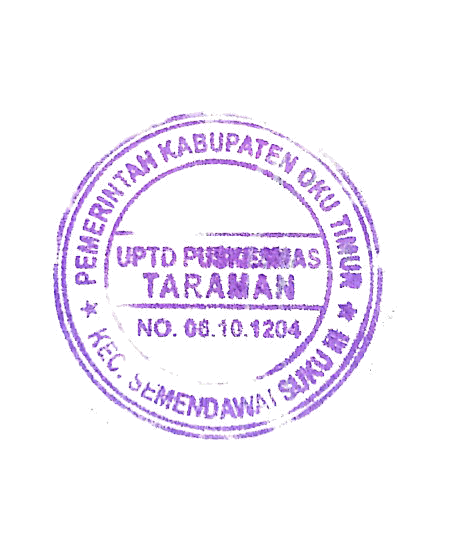 PEMERINTAH KABUPATEN OKU TIMUR
UPTD PUSKESMAS
TARAMAN
NO. 06.10.1204
KEC. SEMENDAWAI SUKU III